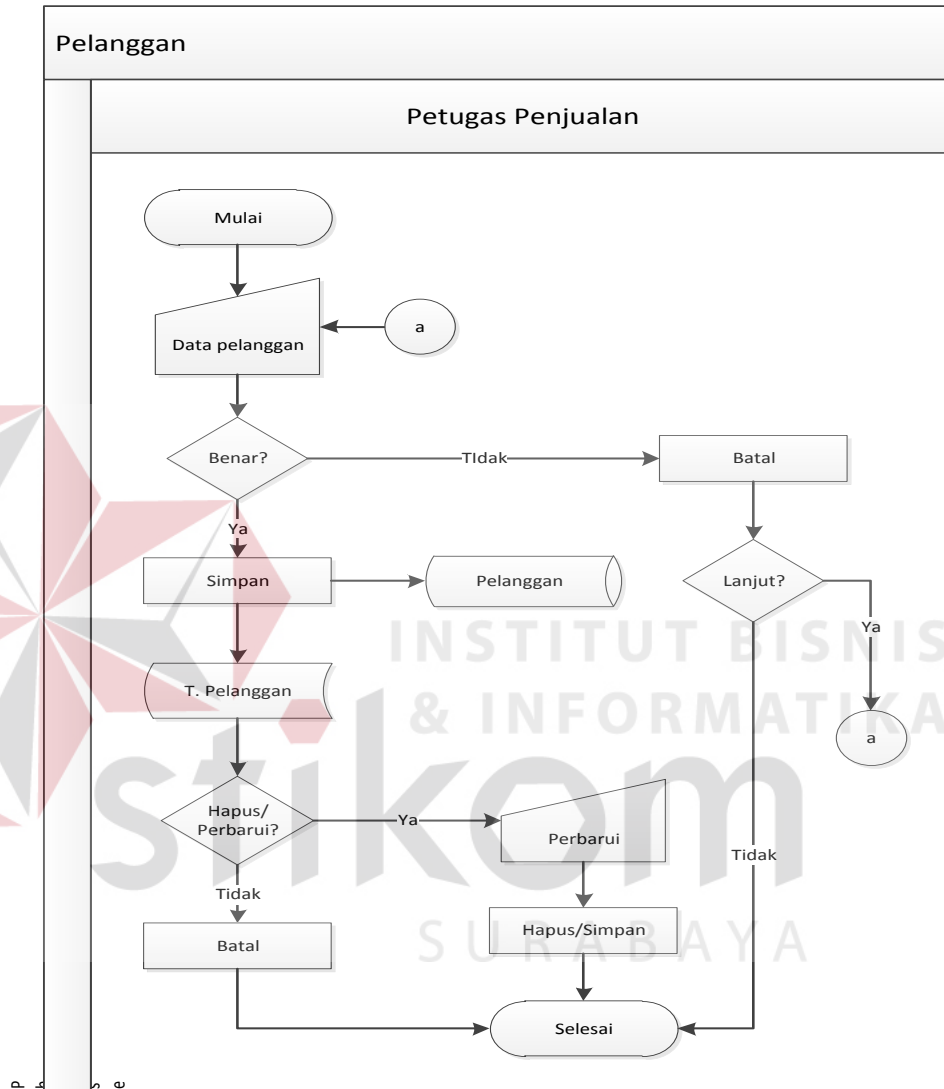 Pelanggan
Petugas Penjualan
Mulai
Data pelanggan
a
Benar?
TIdak
Batal
Ya
Simpan
Pelanggan
Lanjut?
Ya
INSTITUT BISNIS
T. Pelanggan
& INFORMATIKA
a
stikom
Hapus/
Perbarui?
Ya
Perbarui
Tidak
Tidak
Hapus/Simpan
Batal
SURABAYA
Selesai